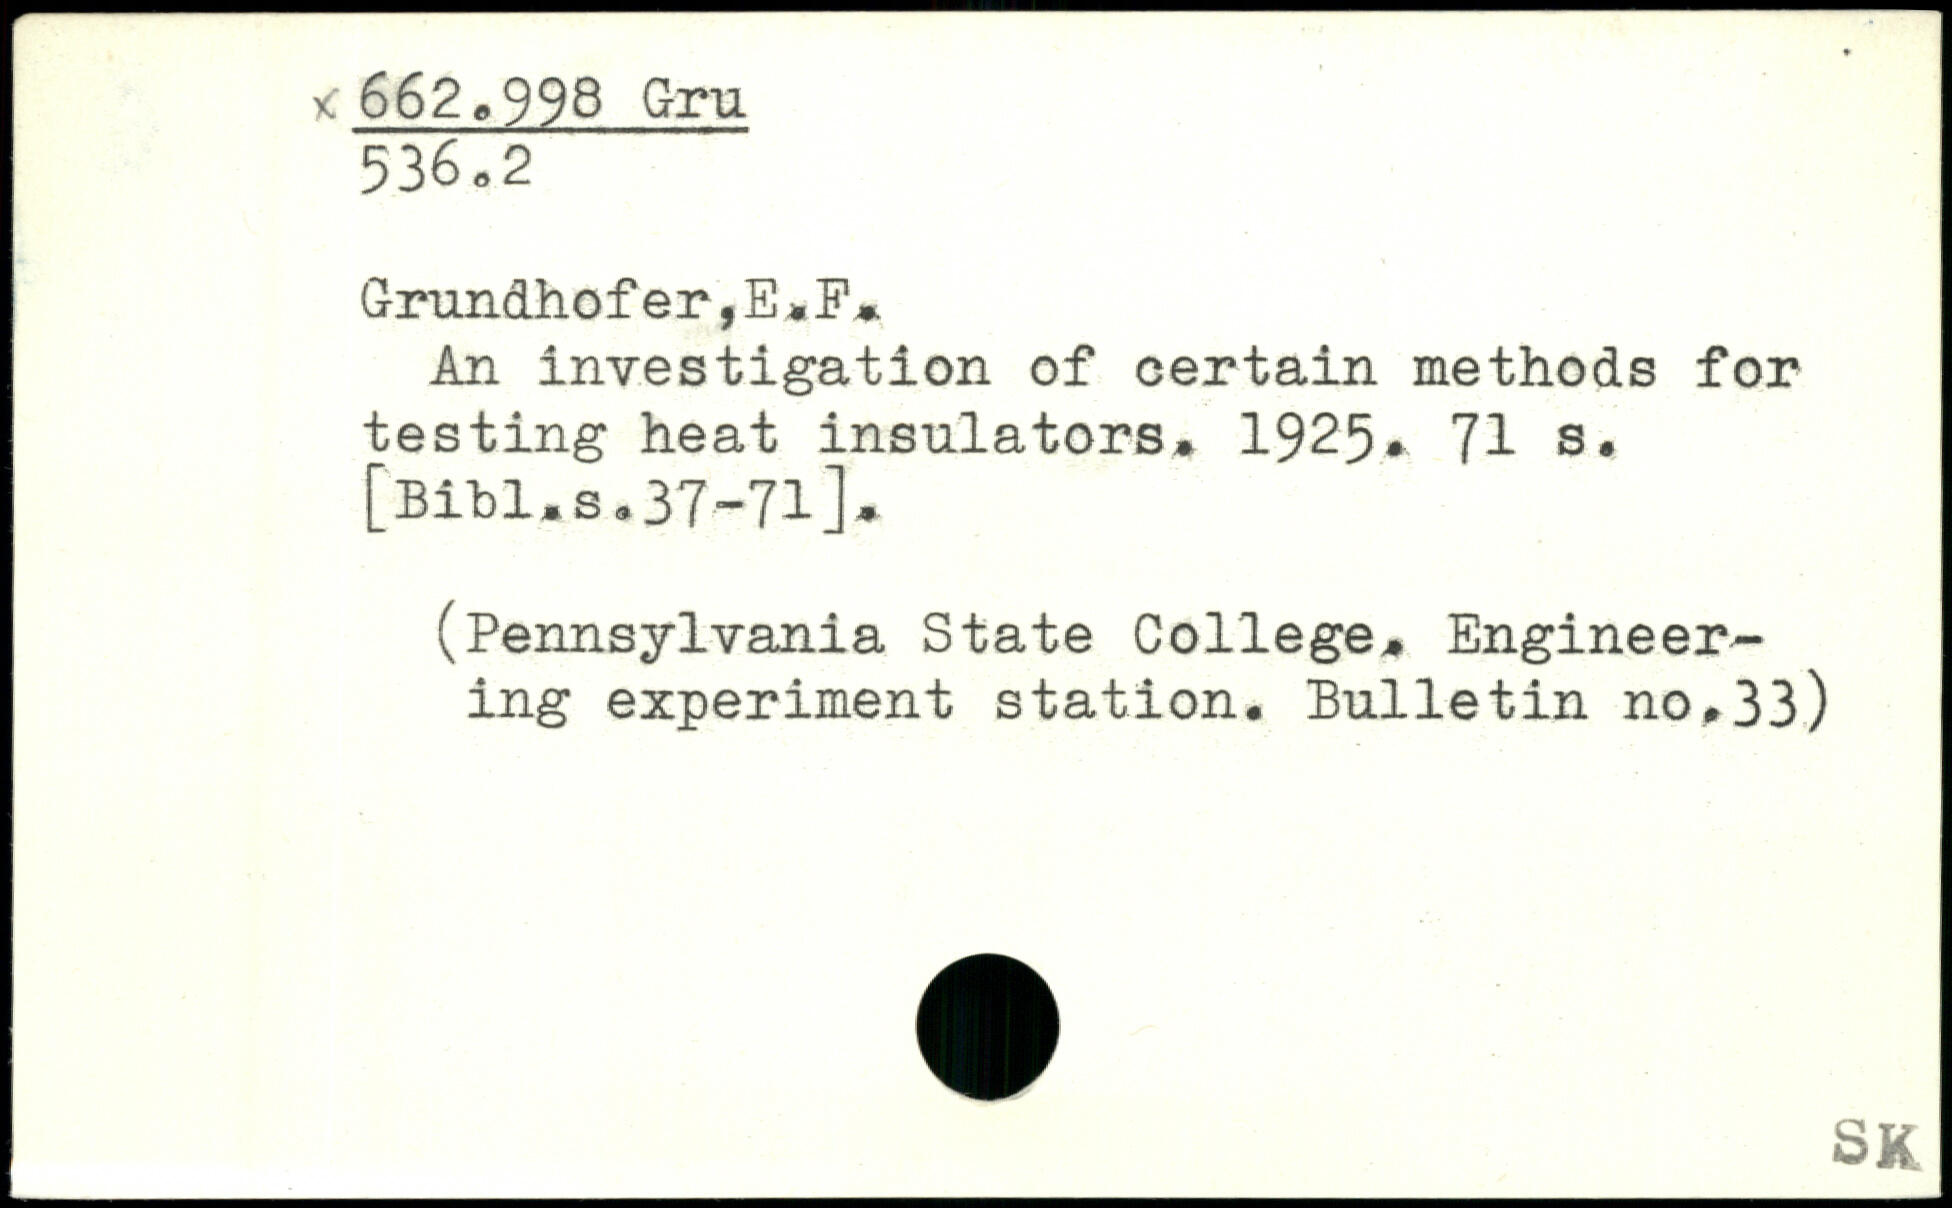 x 662.998 Gru
536.2
Grundhofer,E.F.
An investigation of certain methods for
testing heat insulators. 1925. 71 s.
[Bibl.s.37-71].
(Pennsylvania State College. Engineer-
ing experiment station. Bulletin no.33)
SK